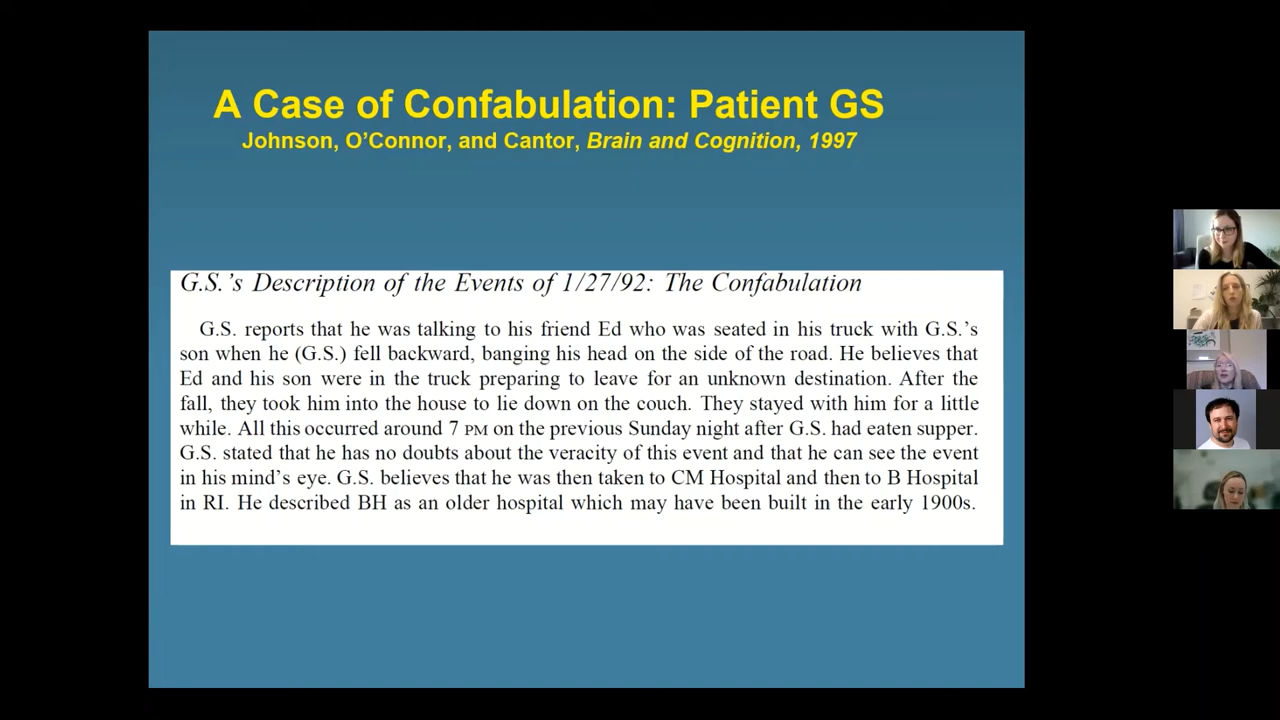 A Case of Confabulation: Patient GS
Johnson, O’Connor, and Cantor, Brain and Cognition, 1997
G.S.’s Description of the Events of 1/27/92: The Confabulation
G.S. reports that he was talking to his friend Ed who was seated in his truck with G.S.’s
son when he (G.S.) fell backward, banging his head on the side of the road. He believes that
Ed and his son were in the truck preparing to leave for an unknown destination. After the
fall, they took him into the house to lie down on the couch. They stayed with him for a little
while. All this occurred around 7 PM on the previous Sunday night after G.S. had eaten supper.
G.S. stated that he has no doubts about the veracity of this event and that he can see the event
in his mind’s eye. G.S. believes that he was then taken to CM Hospital and then to B Hospital
in RI. He described BH as an older hospital which may have been built in the early 1900s.